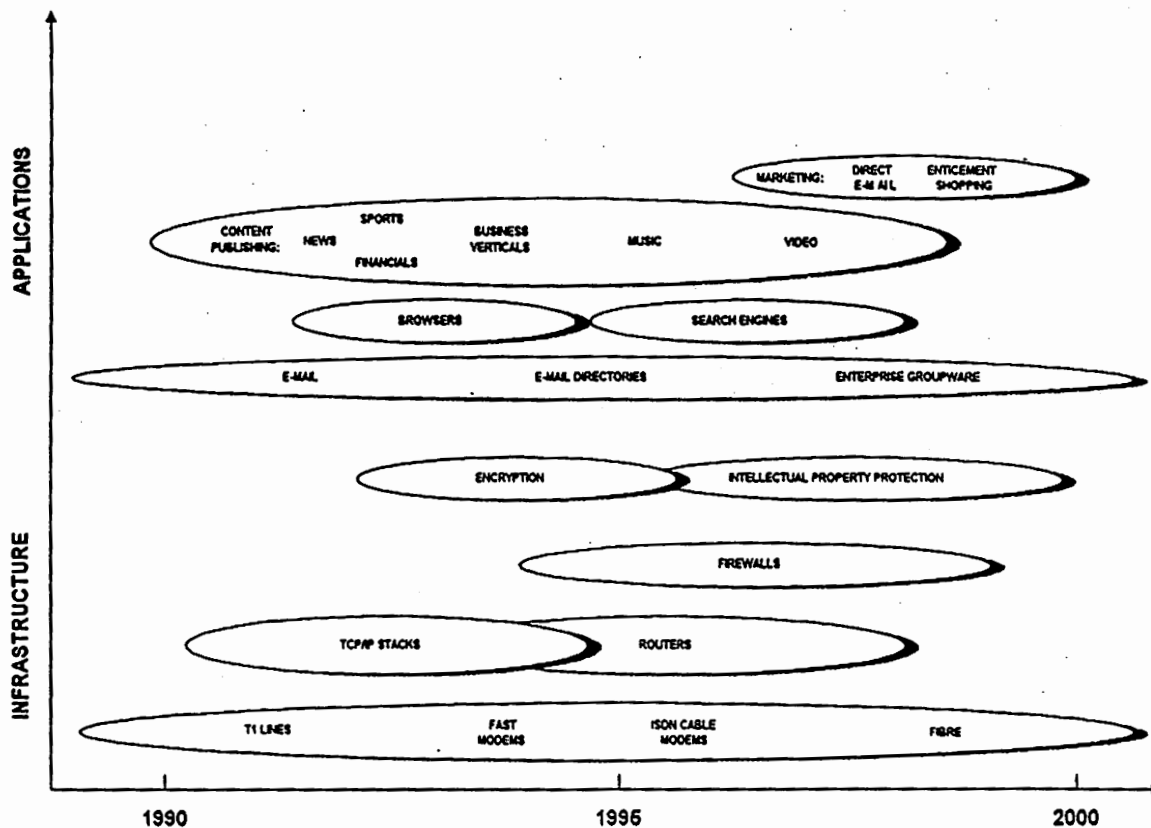 APPLICATIONS
MARKETING:
DIRECT
E-MAIL
ENTICEMENT
SHOPPING
CONTENT
PUBLISHING:
NEWS
SPORTS
FINANCIALS
BUSINESS
VERTICALS
MUSIC
VIDEO
BROWSERS
SEARCH ENGINES
E-MAIL
E-MAIL DIRECTORIES
ENTERPRISE GROUPWARE
INFRASTRUCTURE
ENCRYPTION
INTELLECTUAL PROPERTY PROTECTION
FIREWALLS
TCP/IP STACKS
ROUTERS
T1 LINES
FAST
MODEMS
ISDN CABLE
MODEMS
FIBRE
1990
1995
2000